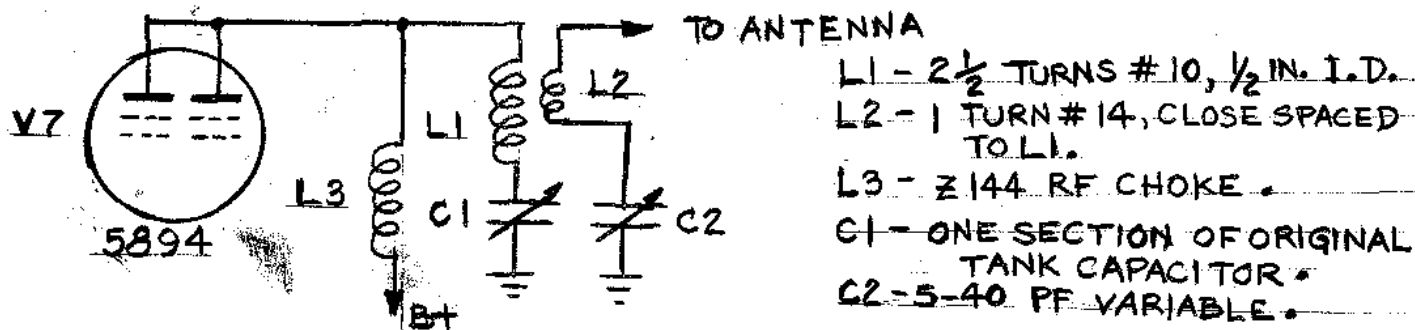 TO ANTENNA
V7
5894
L3
B+
L1
L2
C1
C2
L1 - 2 1/2 TURNS #10, 1/2 IN. I.D.
L2 - 1 TURN #14, CLOSE SPACED
TO L1.
L3 - Z144 RF CHOKE.
C1 - ONE SECTION OF ORIGINAL
TANK CAPACITOR.
C2 - 5-40 PF VARIABLE.